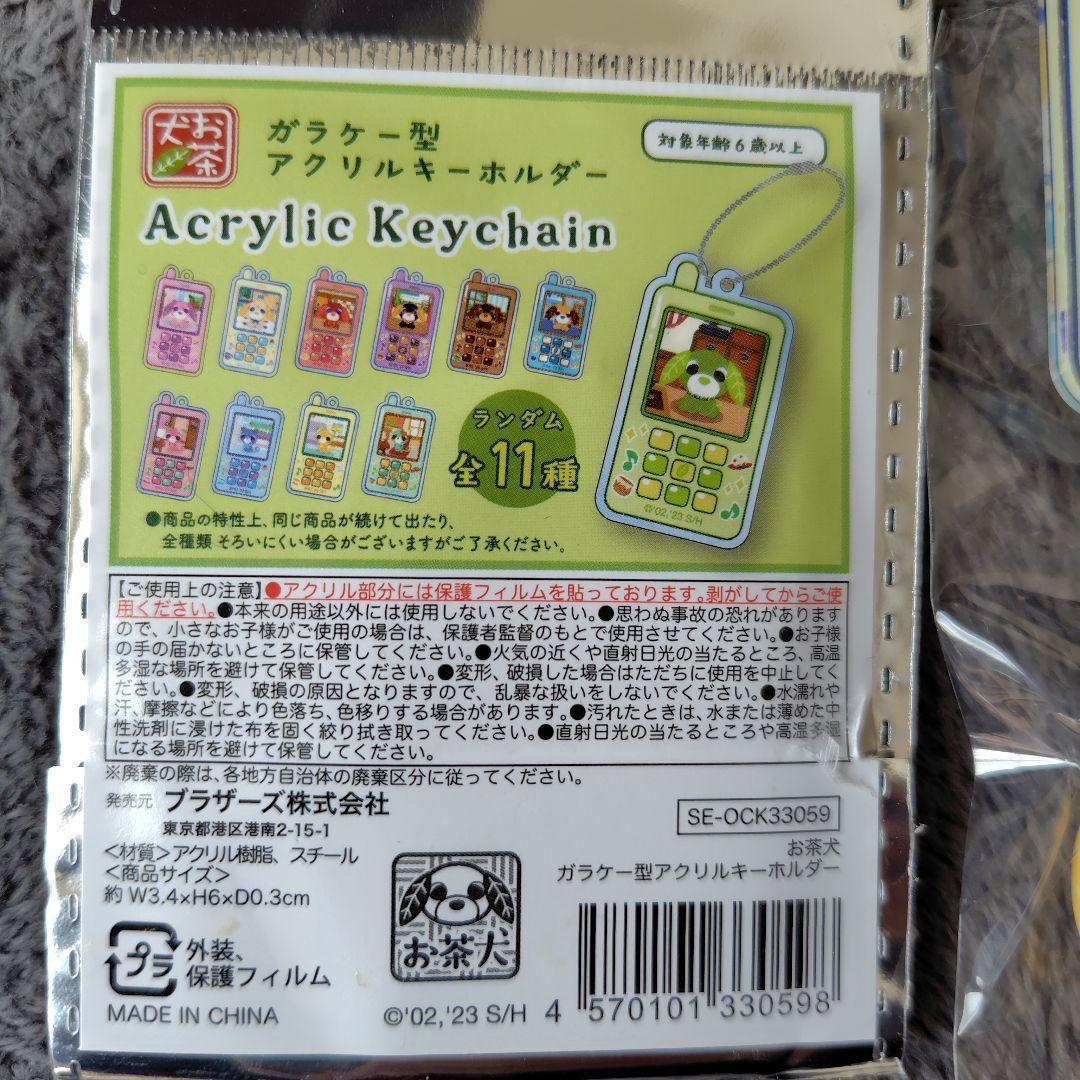 お茶犬
ガラケー型
アクリルキーホルダー
対象年齢6歳以上
Acrylic Keychain
ランダム
全11種
©'02,'23 S/H
●商品の特性上、同じ商品が続けて出たり、
全種類 そろいにくい場合がございますがご了承ください。
【ご使用上の注意】●アクリル部分には保護フィルムを貼っております。剥がしてからご使
用ください。●本来の用途以外には使用しないでください。●思わぬ事故の恐れがあります
ので、小さなお子様がご使用の場合は、保護者監督のもとで使用させてください。●お子様
の手の届かないところに保管してください。●火気の近くや直射日光の当たるところ、高温
多湿な場所を避けて保管してください。●変形、破損した場合はただちに使用を中止してく
ださい。●変形、破損の原因となりますので、乱暴な扱いをしないでください。●水濡れや
汗、摩擦などにより色落ち、色移りする場合があります。●汚れたときは、水または薄めた中
性洗剤に浸けた布を固く絞り拭き取ってください。●直射日光の当たるところや高温多湿
になる場所を避けて保管してください。
※廃棄の際は、各地方自治体の廃棄区分に従ってください。
発売元 ブラザーズ株式会社
東京都港区港南2-15-1
SE-OCK33059
<材質>アクリル樹脂、スチール
<商品サイズ>
約 W3.4×H6×D0.3cm
お茶犬
ガラケー型アクリルキーホルダー
プラ
外装、
保護フィルム
お茶犬
MADE IN CHINA
©'02,'23 S/H
4 570101 330598